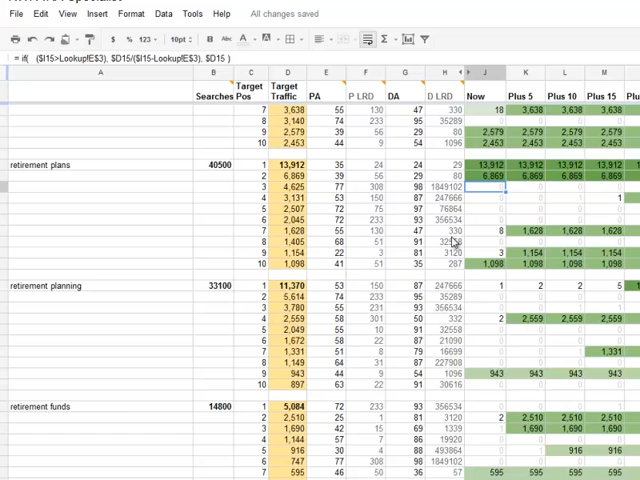 File Edit View Insert Format Data Tools Help All changes saved
$ % 123 10pt B A
= if( ($I15>Lookup!E$3), $D15/($I15-Lookup!E$3), $D15 )
A B C D E F G H J K L M
Searches Target Pos Target Traffic PA P LRD DA D LRD Now Plus 5 Plus 10 Plus 15 Plus
7 3,638 55 130 47 330 18 3,638 3,638 3,638
8 3,140 74 233 95 35289 0 0 0 0
9 2,579 39 56 29 80 2,579 2,579 2,579 2,579
10 2,453 44 9 54 1096 2,453 2,453 2,453
retirement plans 40500 1 13,912 35 24 24 29 13,912 13,912 13,912 13,912
2 6,869 39 56 29 80 6,869 6,869 6,869 6,869
3 4,625 77 308 98 1849102 0 0 0 0
4 3,131 53 150 87 247666 0 0 1 1
5 2,507 72 75 97 76864 0 0 0 0
6 2,045 72 233 93 356534 0 0 0 0
7 1,628 55 130 47 330 8 1,628 1,628 1,628
8 1,405 68 51 91 0 0 0 0
9 1,154 22 3 81 3120 3 1,154 1,154 1,154
10 1,098 41 51 35 287 1,098 1,098 1,098 1,098
retirement planning 33100 1 11,370 53 150 87 247666 1 2 2 5
2 5,614 74 233 95 35289 0 0 0
3 3,780 55 231 93 356534 0 0
4 2,559 58 301 50 332 2 2,559 2,559 2,559
5 2,049 55 10 91 32558 0 0 0
6 1,672 58 22 87 21090 0 0 0
7 1,331 51 8 79 16699 0 0 1,331
8 1,149 64 31 87 227908 0 0 0
9 943 44 9 54 1096 943 943 943 943
10 897 63 22 91 30616 0 0 0
retirement funds 14800 1 5,084 72 233 93 356534 0 0 0
2 2,510 25 1 81 3120 2 2,510 2,510 2,510
3 1,690 42 15 69 1339 1 1,690 1,690 1,690
4 1,144 57 7 86 19920 0 0 0
5 916 30 4 88 493864 0 1 916 916
6 747 77 308 98 1849102 0 0 0 0
7 595 46 50 36 57 595 595 595 595